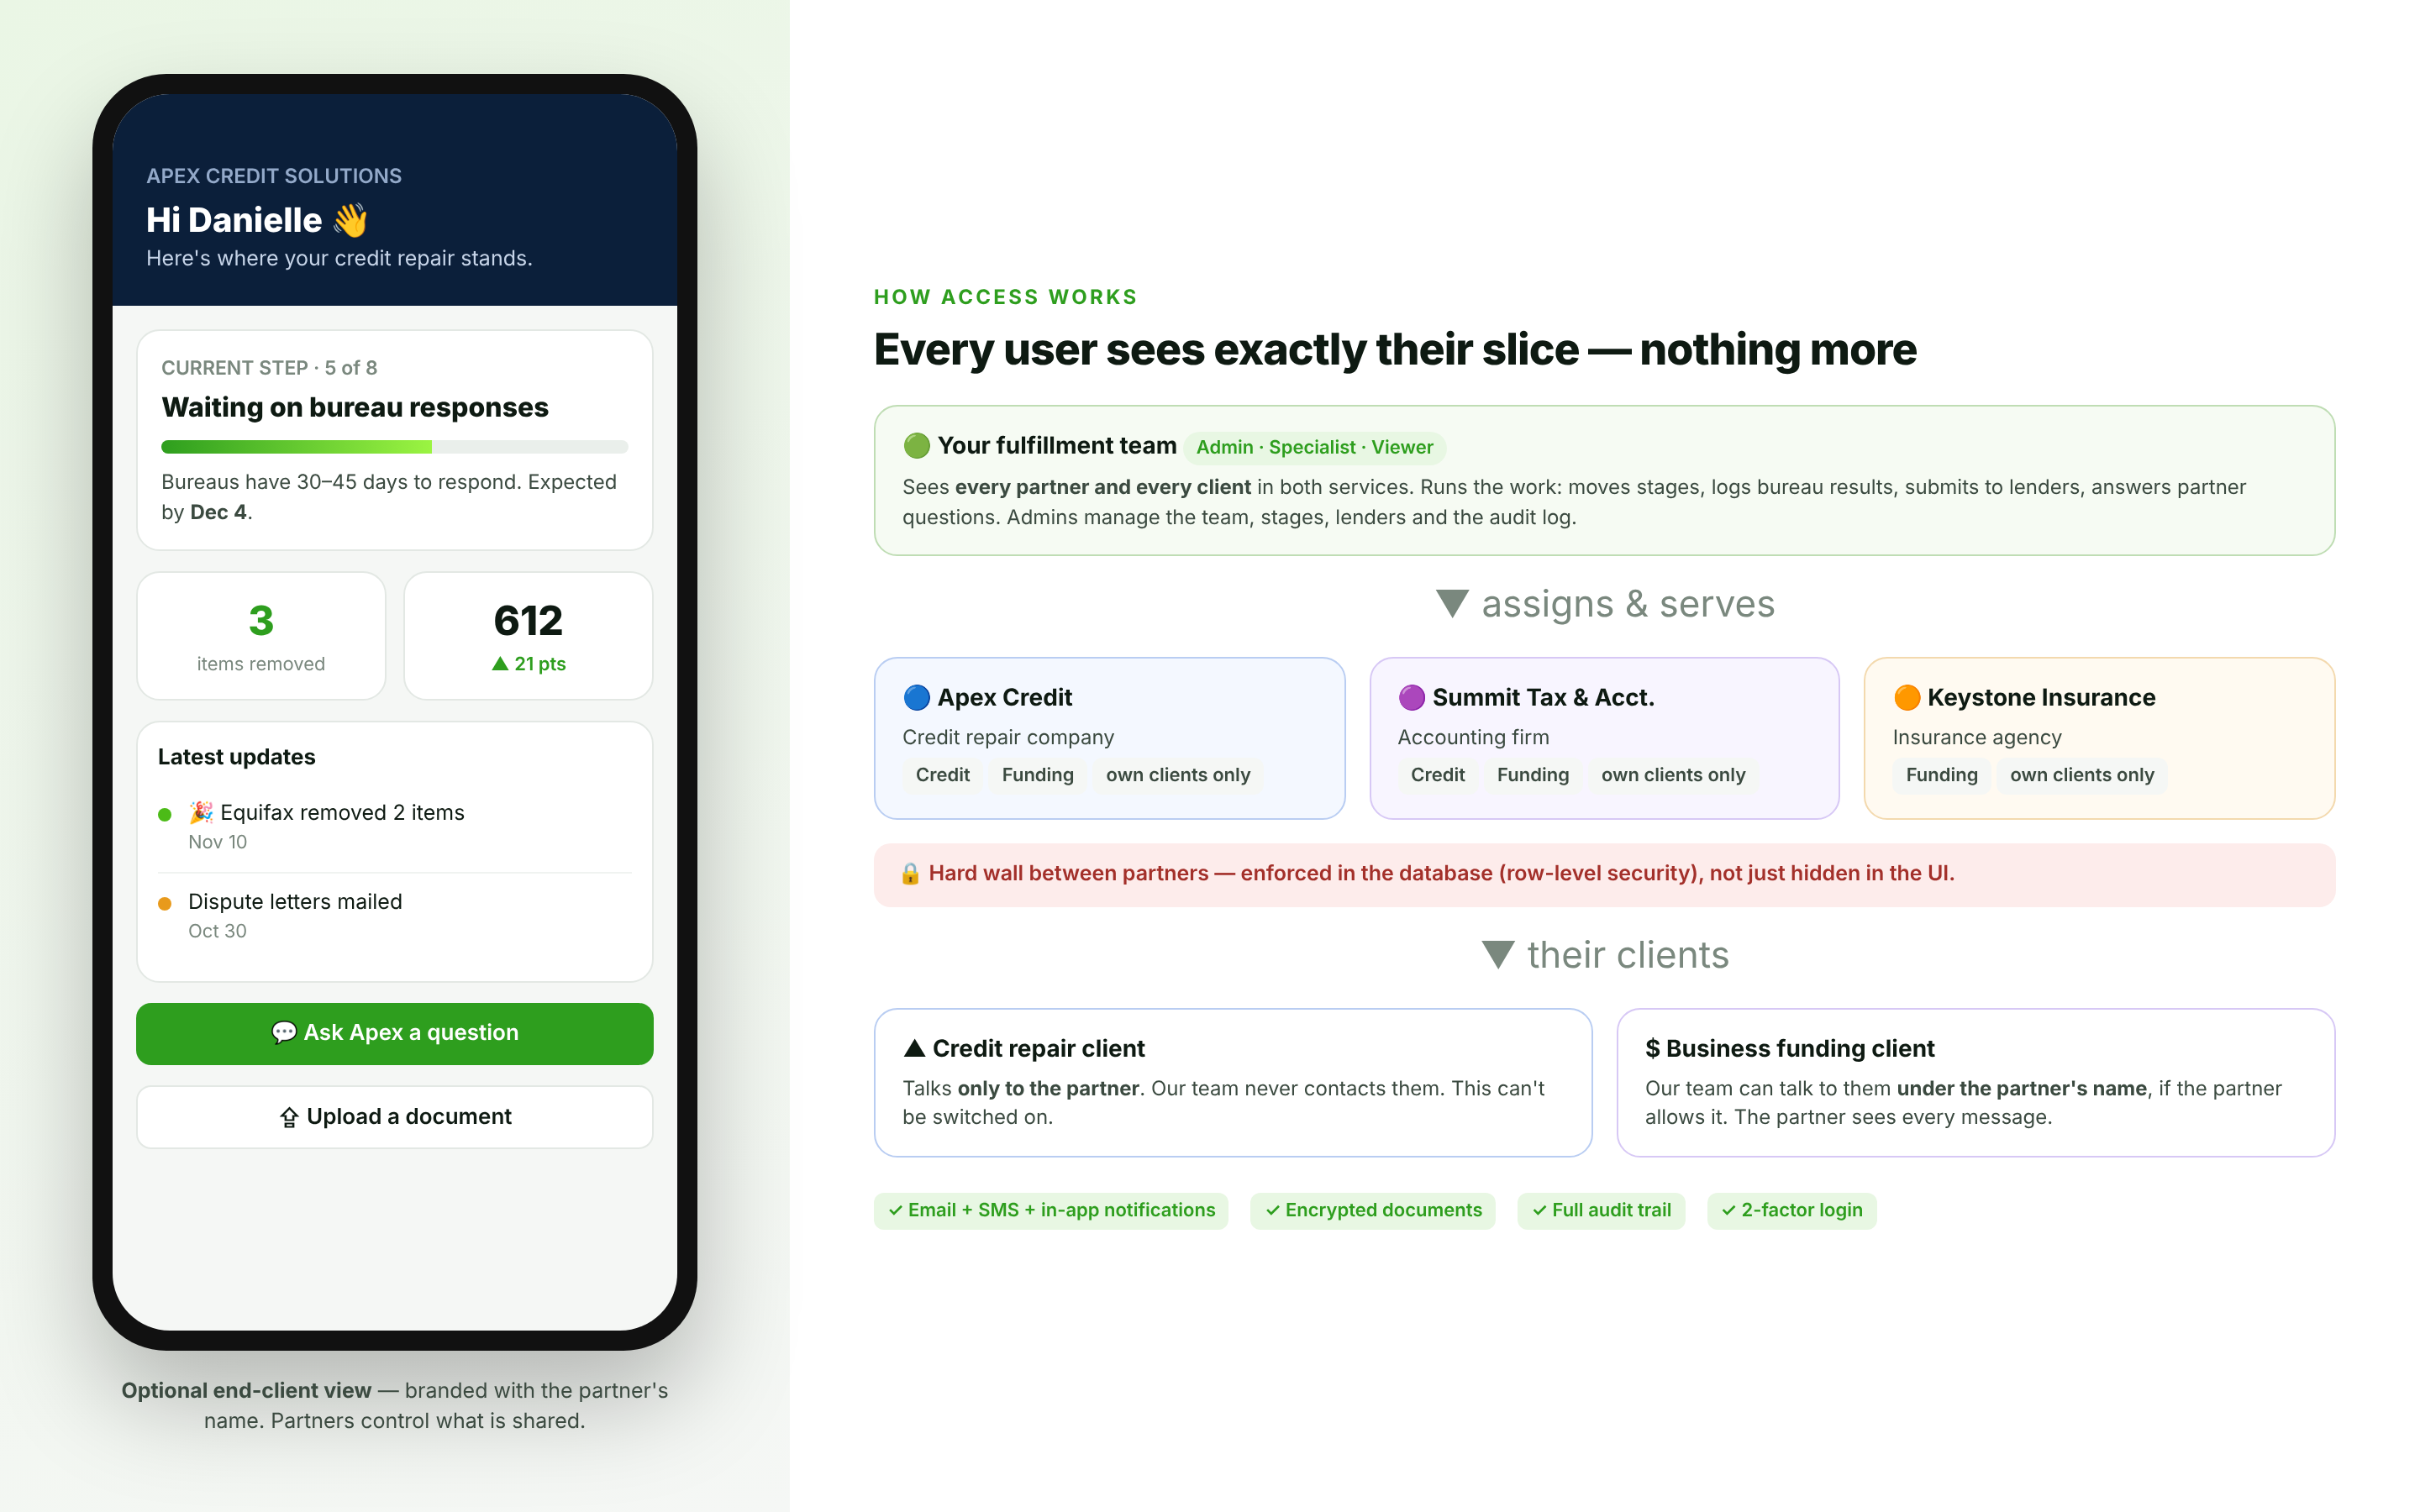 APEX CREDIT SOLUTIONS
Hi Danielle 👋
Here's where your credit repair stands.
CURRENT STEP · 5 of 8
Waiting on bureau responses
Bureaus have 30–45 days to respond. Expected
by Dec 4.
3
items removed
612
▲ 21 pts
Latest updates
🎉 Equifax removed 2 items
Nov 10
Dispute letters mailed
Oct 30
💬 Ask Apex a question
⇪ Upload a document
Optional end-client view — branded with the partner's
name. Partners control what is shared.
HOW ACCESS WORKS
Every user sees exactly their slice — nothing more
🟢 Your fulfillment team Admin · Specialist · Viewer
Sees every partner and every client in both services. Runs the work: moves stages, logs bureau results, submits to lenders, answers partner
questions. Admins manage the team, stages, lenders and the audit log.
▼ assigns & serves
🔵 Apex Credit
Credit repair company
Credit Funding own clients only
🟣 Summit Tax & Acct.
Accounting firm
Credit Funding own clients only
🟠 Keystone Insurance
Insurance agency
Funding own clients only
🔒 Hard wall between partners — enforced in the database (row-level security), not just hidden in the UI.
▼ their clients
▲ Credit repair client
Talks only to the partner. Our team never contacts them. This can't
be switched on.
$ Business funding client
Our team can talk to them under the partner's name, if the partner
allows it. The partner sees every message.
✓ Email + SMS + in-app notifications ✓ Encrypted documents ✓ Full audit trail ✓ 2-factor login